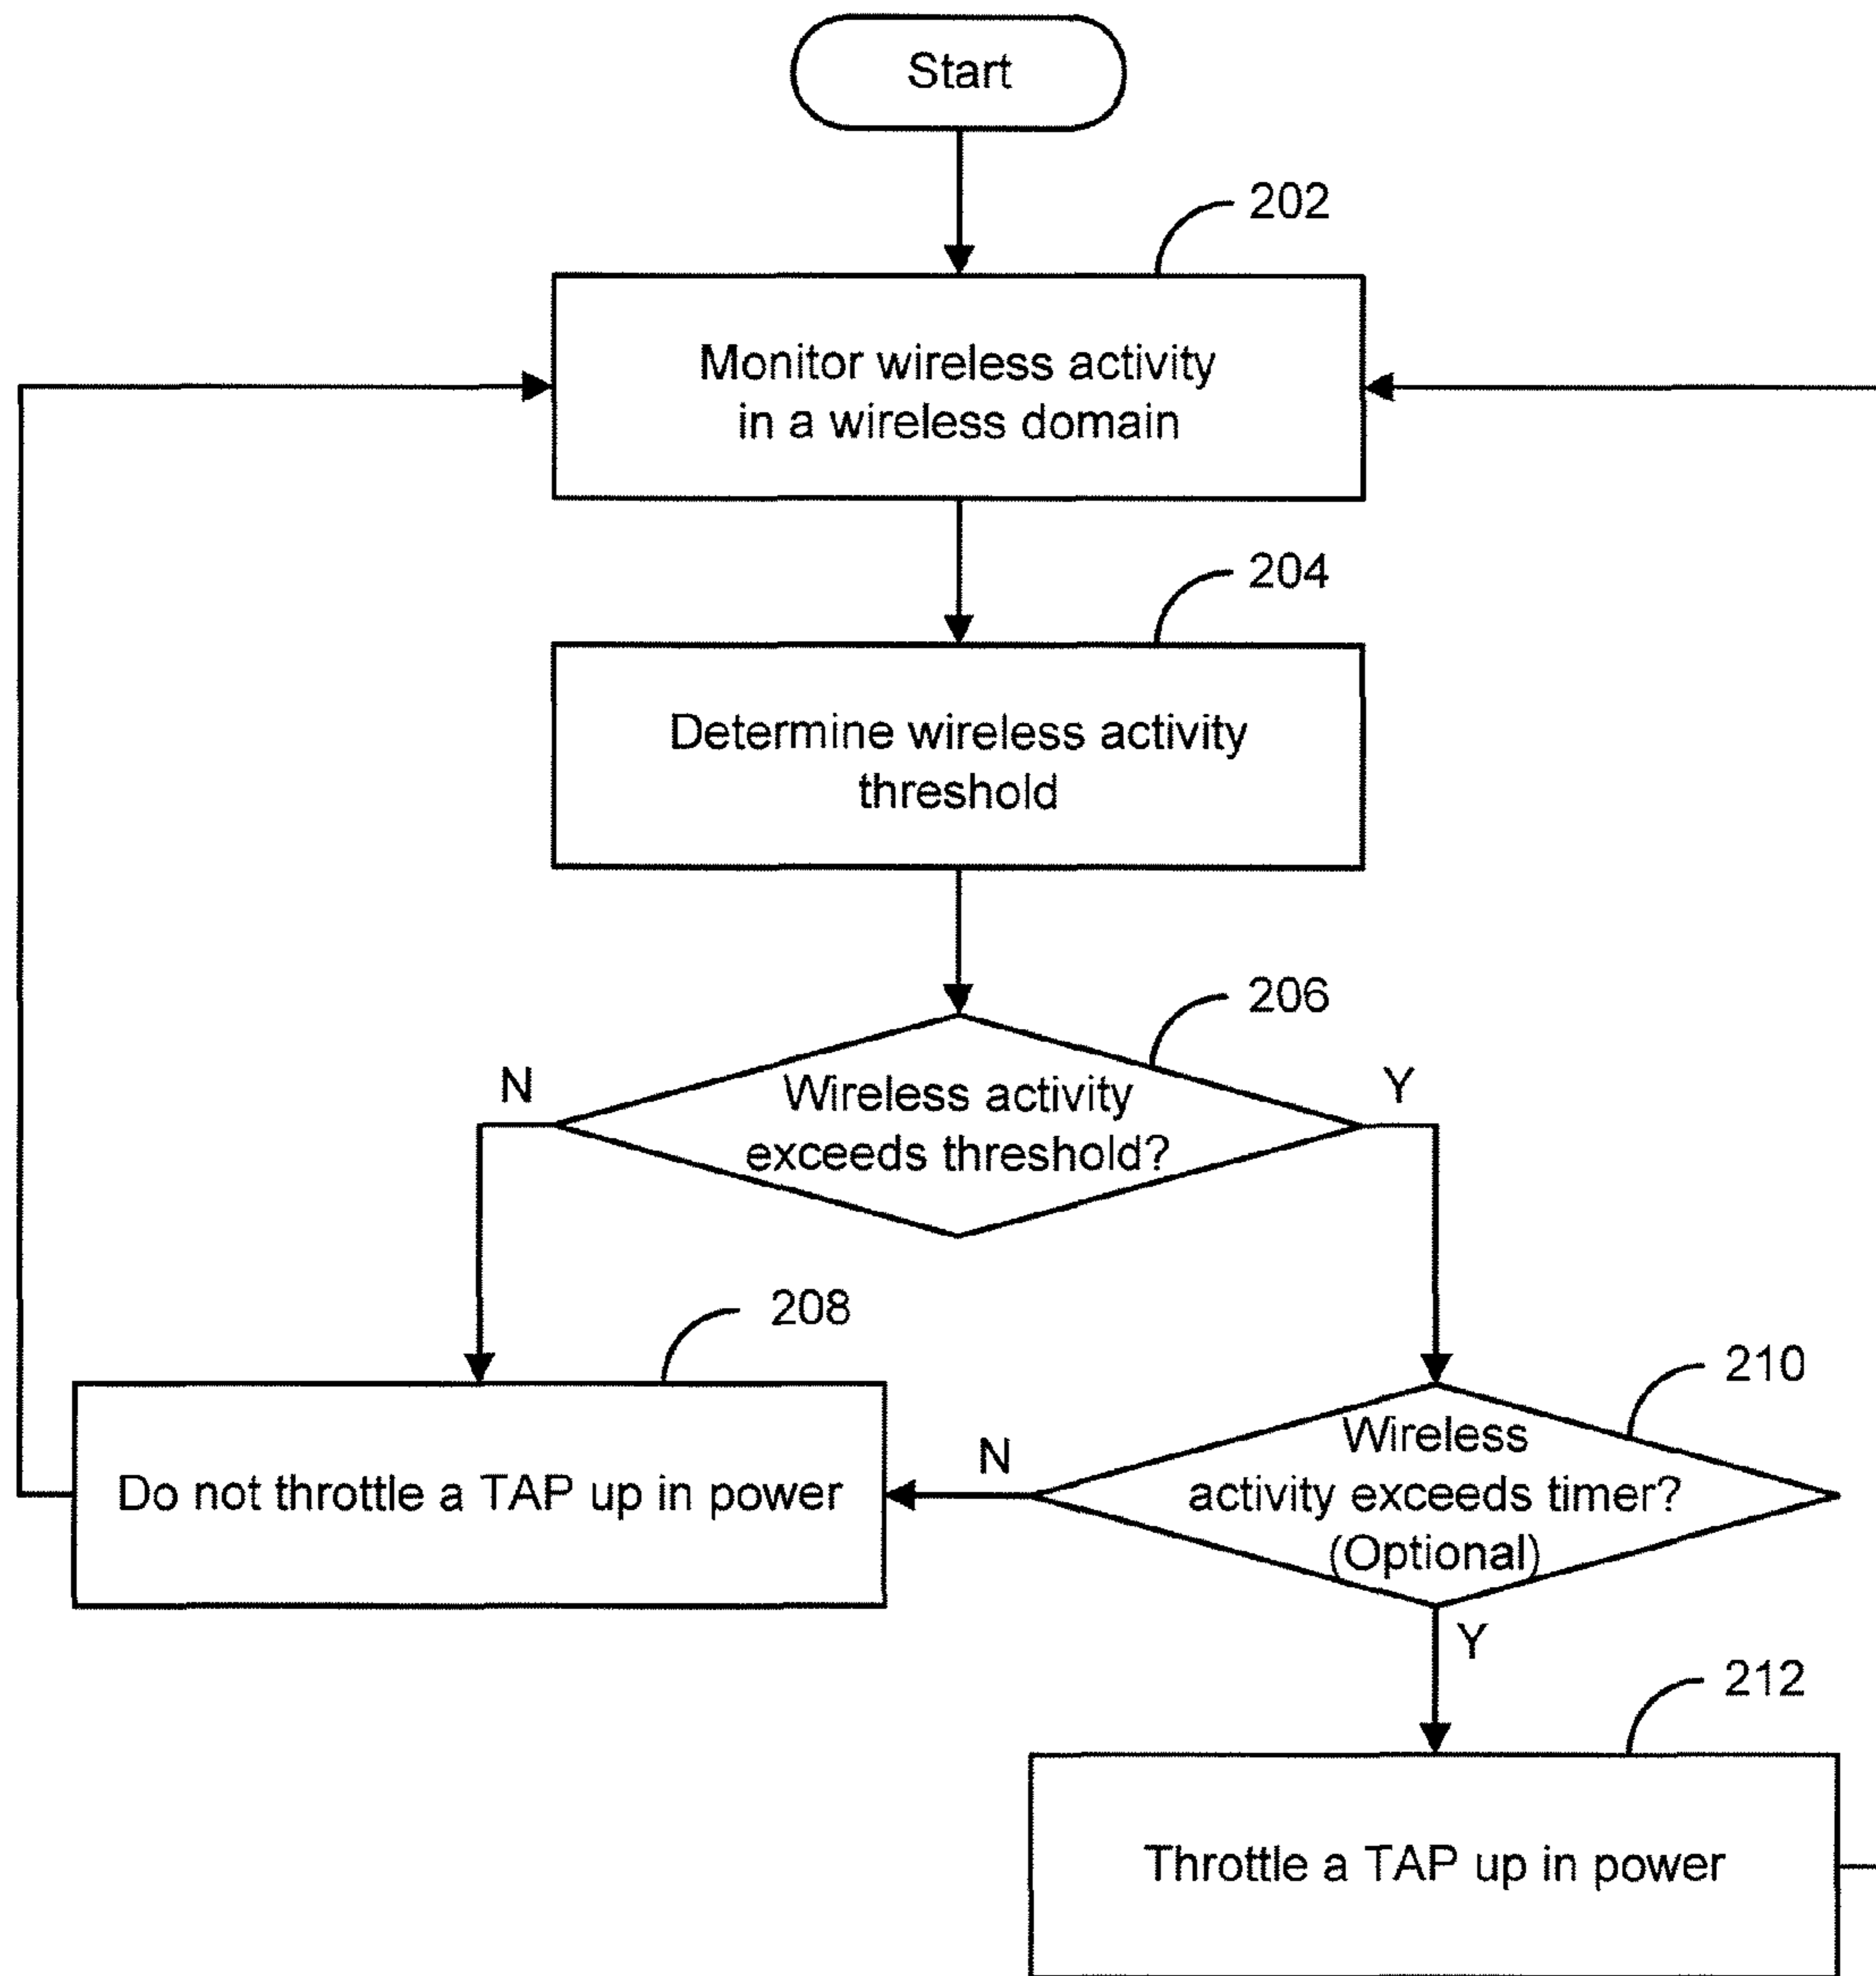 Start
202
Monitor wireless activity
in a wireless domain
204
Determine wireless activity
threshold
206
N
Wireless activity
exceeds threshold?
Y
208
Do not throttle a TAP up in power
210
N
Wireless
activity exceeds timer?
(Optional)
Y
212
Throttle a TAP up in power